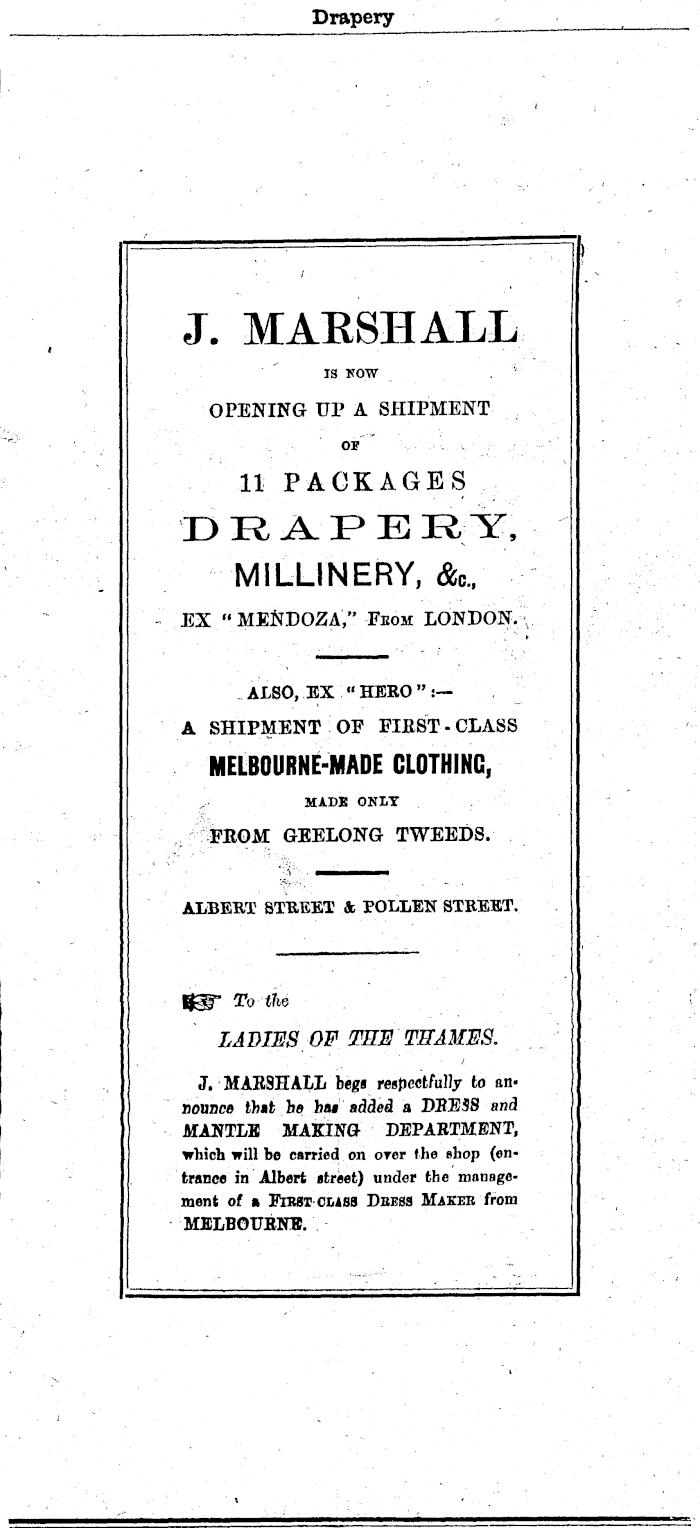 Drapery
J. MARSHALL
IS NOW
OPENING UP A SHIPMENT
OF
11 PACKAGES
DRAPERY,
MILLINERY, &c.,
EX "MENDOZA," FROM LONDON.
ALSO, EX "HERO":—
A SHIPMENT OF FIRST-CLASS
MELBOURNE-MADE CLOTHING,
MADE ONLY
FROM GEELONG TWEEDS.
ALBERT STREET & POLLEN STREET.
☞ To the
LADIES OF THE THAMES.
J. MARSHALL begs respectfully to an-
nounce that he has added a DRESS and
MANTLE MAKING DEPARTMENT,
which will be carried on over the shop (en-
trance in Albert street) under the manage-
ment of a FIRST-CLASS DRESS MAKER from
MELBOURNE.